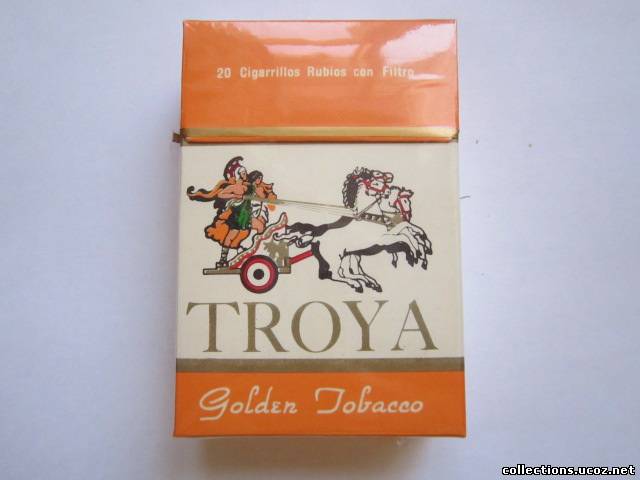 20 Cigarrillos Rubios con Filtro
TROYA
Golden Tobacco
collections.ucoz.net